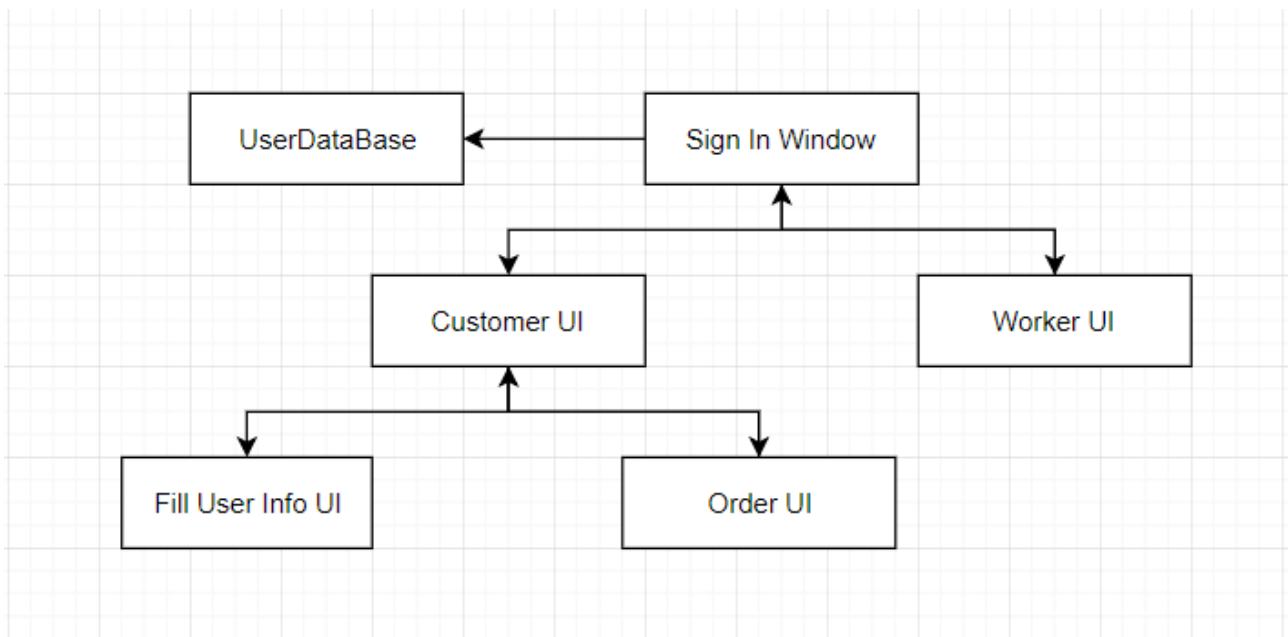 UserDataBase
Sign In Window
Customer UI
Worker UI
Fill User Info UI
Order UI